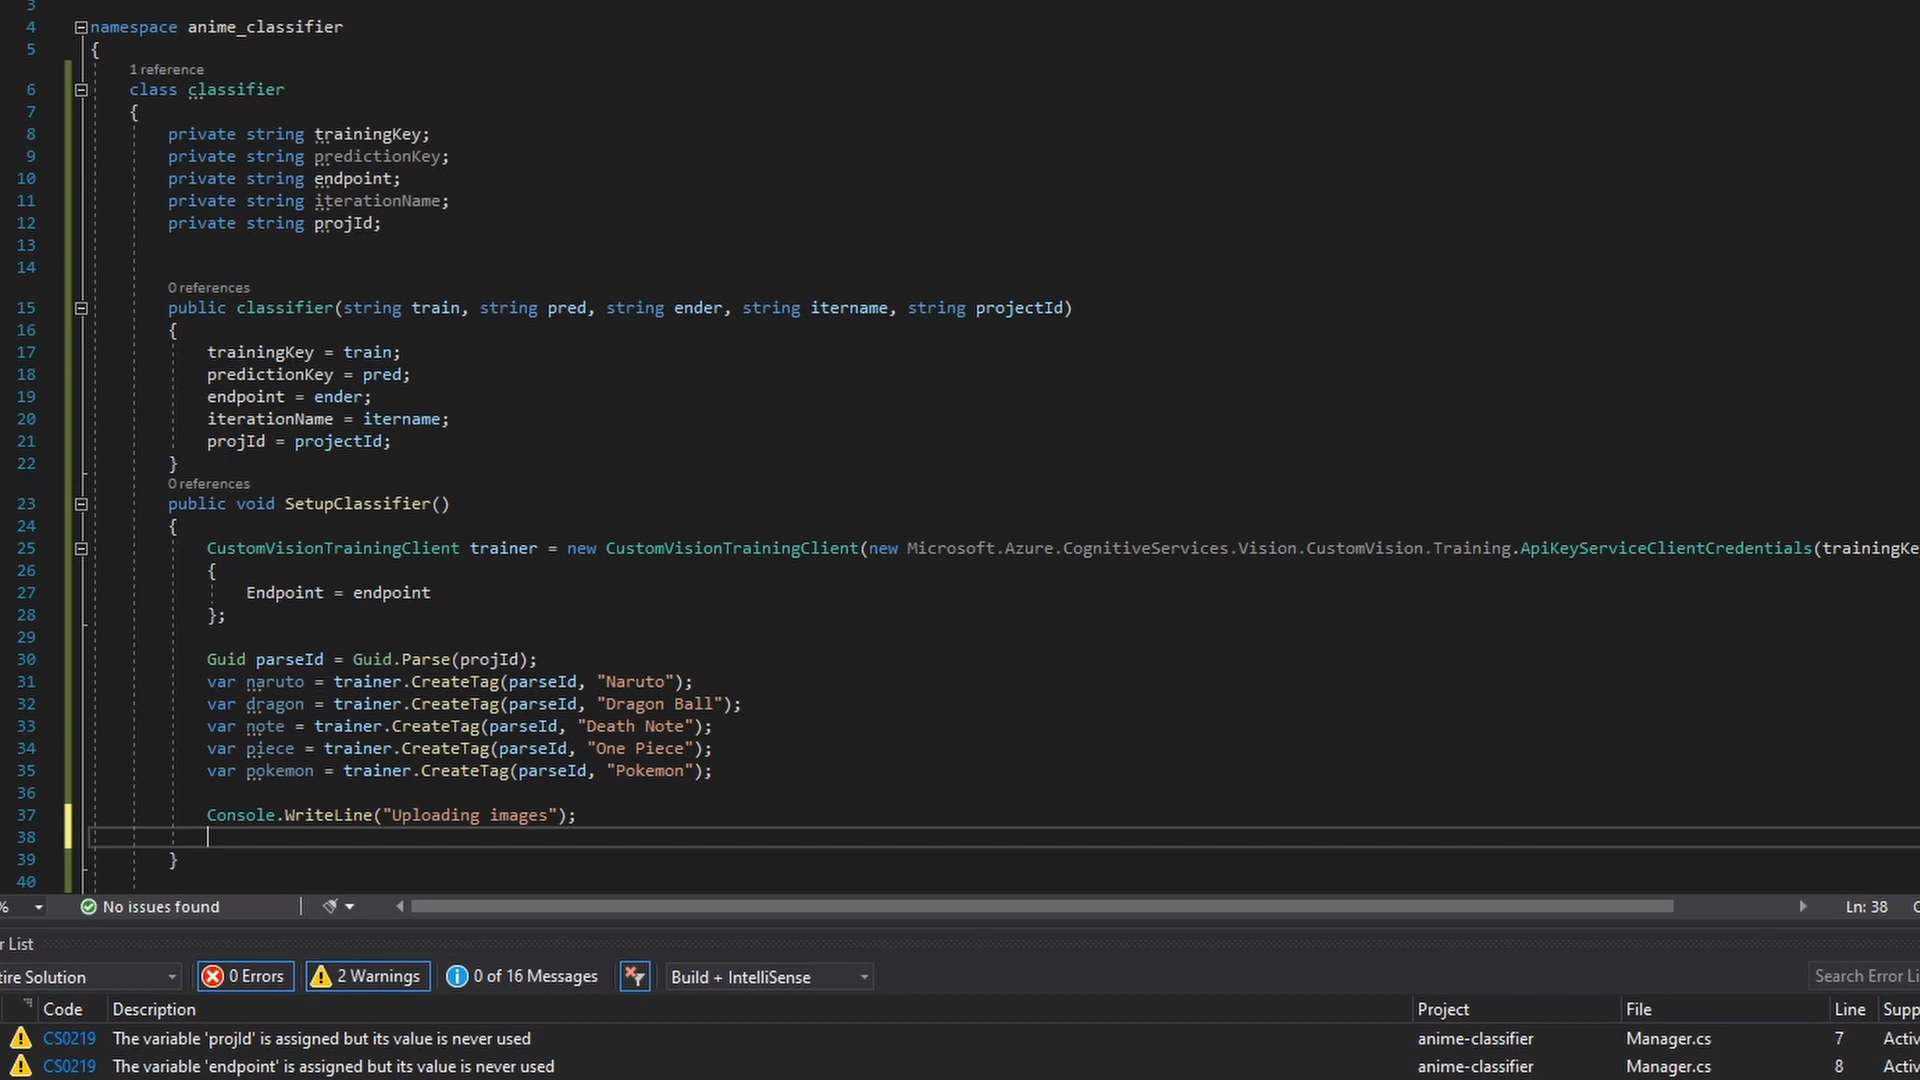 3
4 namespace anime_classifier
5 {
1 reference
6 class classifier
7 {
8 private string trainingKey;
9 private string predictionKey;
10 private string endpoint;
11 private string iterationName;
12 private string projId;
13
14
0 references
15 public classifier(string train, string pred, string ender, string itername, string projectId)
16 {
17 trainingKey = train;
18 predictionKey = pred;
19 endpoint = ender;
20 iterationName = itername;
21 projId = projectId;
22 }
0 references
23 public void SetupClassifier()
24 {
25 CustomVisionTrainingClient trainer = new CustomVisionTrainingClient(new Microsoft.Azure.CognitiveServices.Vision.CustomVision.Training.ApiKeyServiceClientCredentials(trainingKe
26 {
27 Endpoint = endpoint
28 };
29
30 Guid parseId = Guid.Parse(projId);
31 var naruto = trainer.CreateTag(parseId, "Naruto");
32 var dragon = trainer.CreateTag(parseId, "Dragon Ball");
33 var note = trainer.CreateTag(parseId, "Death Note");
34 var piece = trainer.CreateTag(parseId, "One Piece");
35 var pokemon = trainer.CreateTag(parseId, "Pokemon");
36
37 Console.WriteLine("Uploading images");
38
39 }
40
% No issues found Ln: 38
r List
tire Solution 0 Errors 2 Warnings 0 of 16 Messages Build + IntelliSense Search Error Li
Code Description Project File Line Supp
CS0219 The variable 'projId' is assigned but its value is never used anime-classifier Manager.cs 7 Activ
CS0219 The variable 'endpoint' is assigned but its value is never used anime-classifier Manager.cs 8 Activ